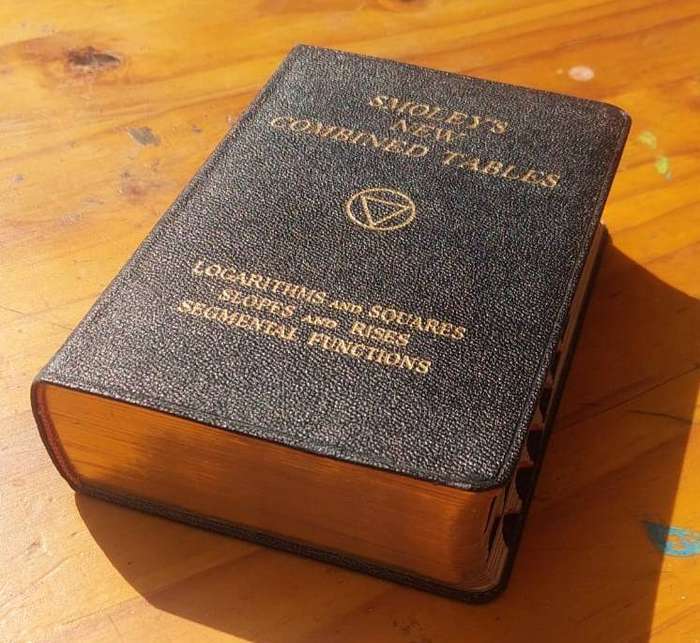 SMOLEY'S
NEW
COMBINED TABLES
LOGARITHMS AND SQUARES
SLOPES AND RISES
SEGMENTAL FUNCTIONS